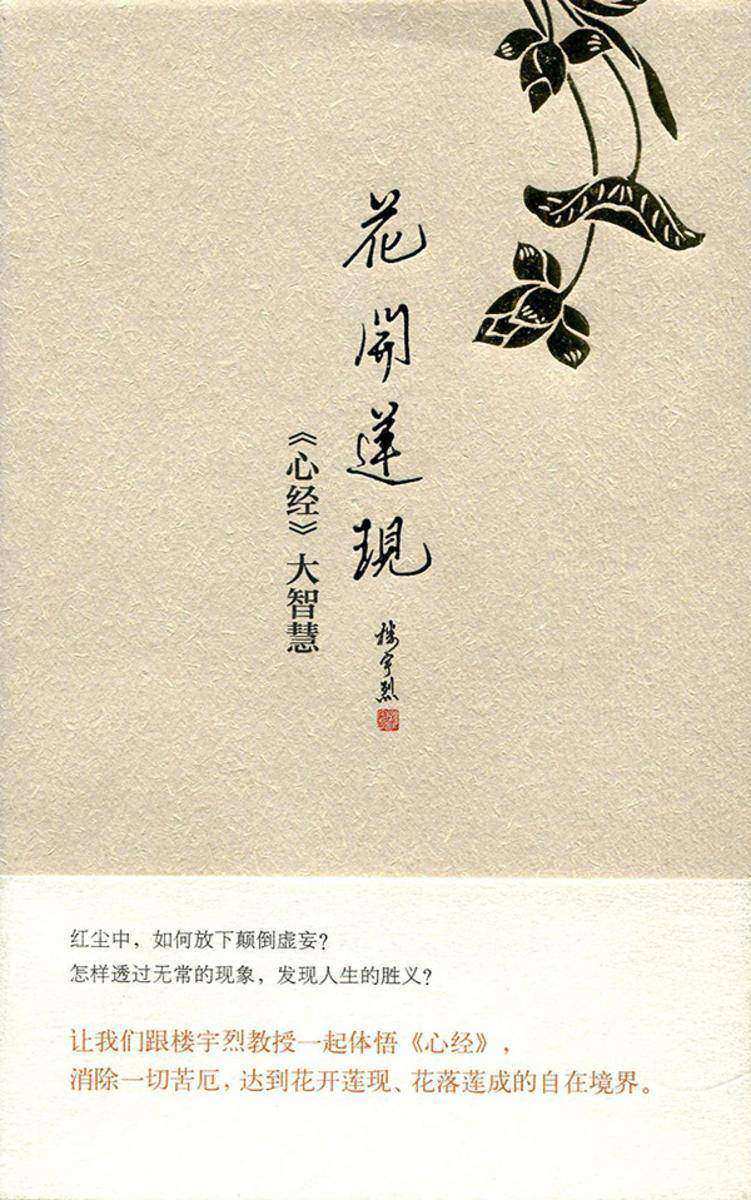 花開蓮現
《心经》大智慧
楼宇烈
红尘中，如何放下颠倒虚妄？
怎样透过无常的现象，发现人生的胜义？
让我们跟楼宇烈教授一起体悟《心经》，
消除一切苦厄，达到花开莲现、花落莲成的自在境界。